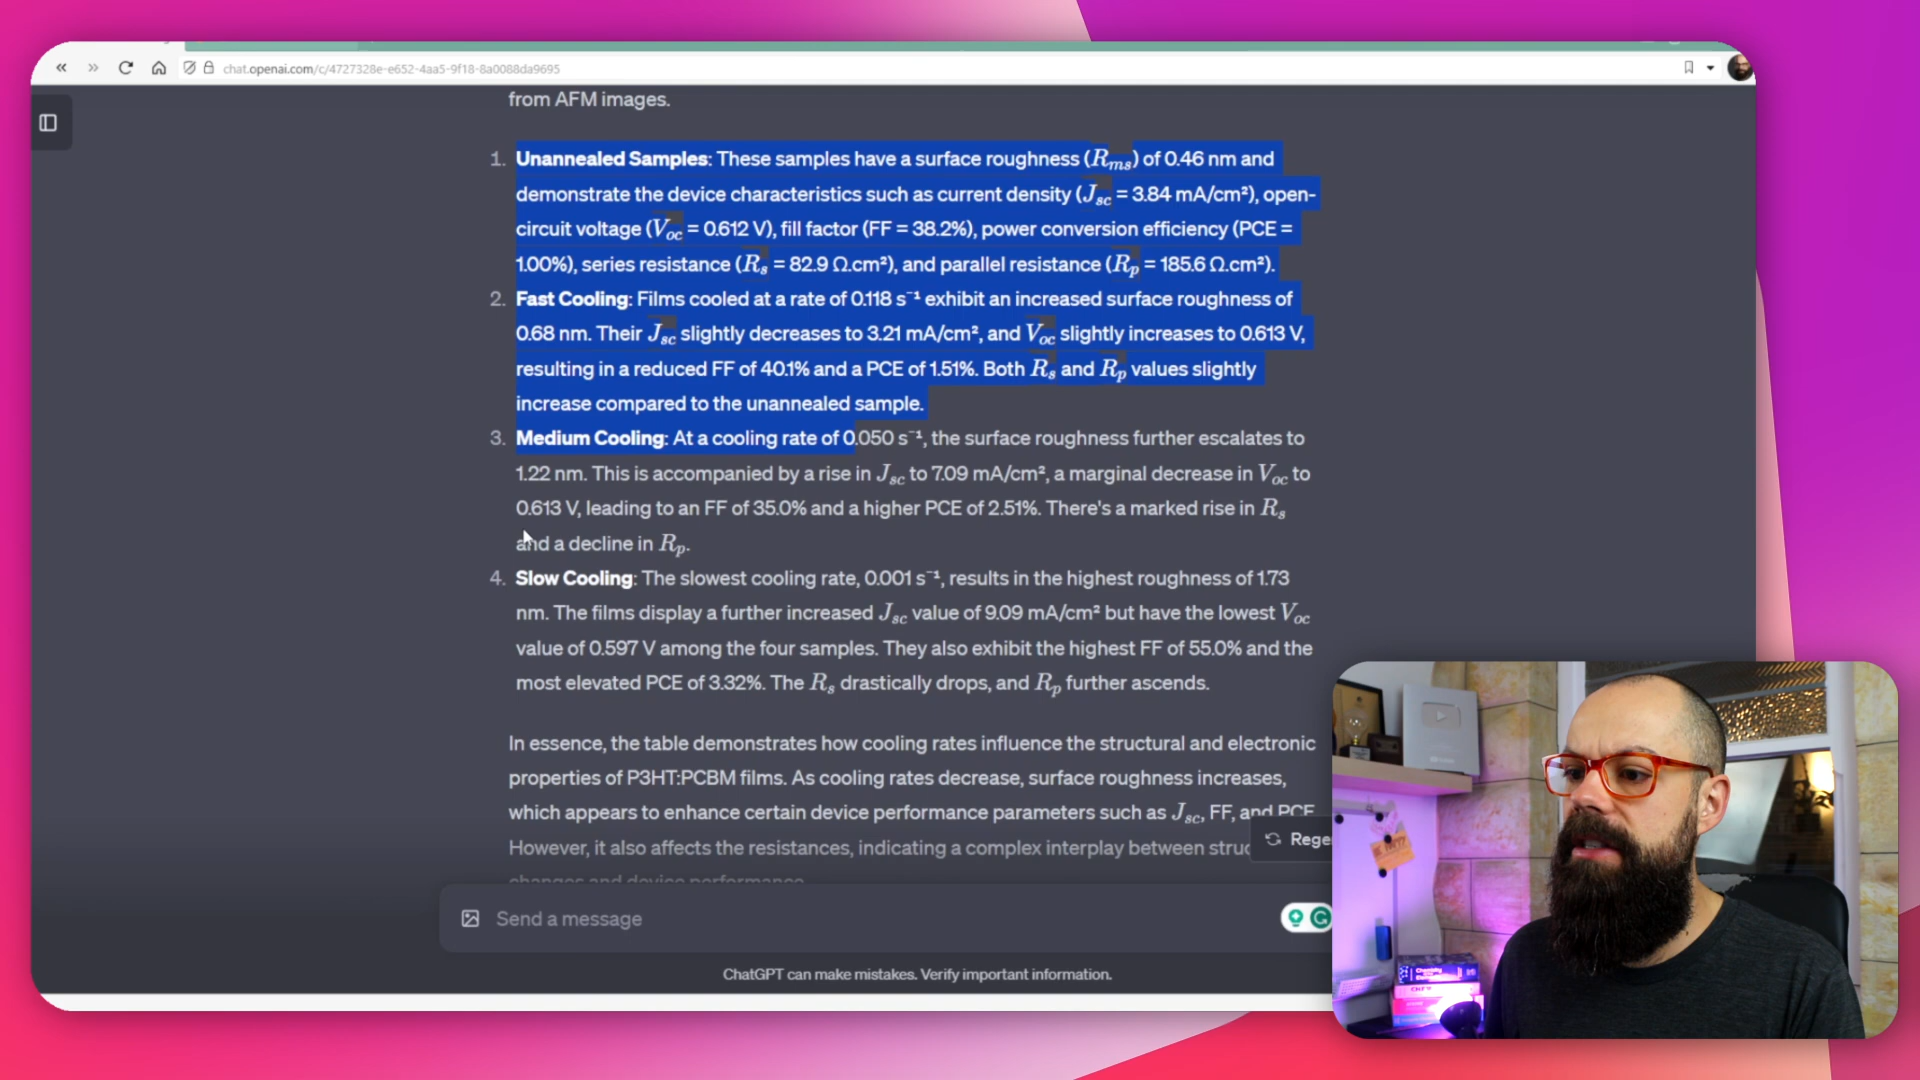 chat.openai.com/c/4727328e-e652-4aa5-9f18-8a0088da9695
from AFM images.
1. Unannealed Samples: These samples have a surface roughness (Rms) of 0.46 nm and
demonstrate the device characteristics such as current density (Jsc = 3.84 mA/cm²), open-
circuit voltage (Voc = 0.612 V), fill factor (FF = 38.2%), power conversion efficiency (PCE =
1.00%), series resistance (Rs = 82.9 Ω.cm²), and parallel resistance (Rp = 185.6 Ω.cm²).
2. Fast Cooling: Films cooled at a rate of 0.118 s⁻¹ exhibit an increased surface roughness of
0.68 nm. Their Jsc slightly decreases to 3.21 mA/cm², and Voc slightly increases to 0.613 V,
resulting in a reduced FF of 40.1% and a PCE of 1.51%. Both Rs and Rp values slightly
increase compared to the unannealed sample.
3. Medium Cooling: At a cooling rate of 0.050 s⁻¹, the surface roughness further escalates to
1.22 nm. This is accompanied by a rise in Jsc to 7.09 mA/cm², a marginal decrease in Voc to
0.613 V, leading to an FF of 35.0% and a higher PCE of 2.51%. There's a marked rise in Rs
and a decline in Rp.
4. Slow Cooling: The slowest cooling rate, 0.001 s⁻¹, results in the highest roughness of 1.73
nm. The films display a further increased Jsc value of 9.09 mA/cm² but have the lowest Voc
value of 0.597 V among the four samples. They also exhibit the highest FF of 55.0% and the
most elevated PCE of 3.32%. The Rs drastically drops, and Rp further ascends.
In essence, the table demonstrates how cooling rates influence the structural and electronic
properties of P3HT:PCBM films. As cooling rates decrease, surface roughness increases,
which appears to enhance certain device performance parameters such as Jsc, FF, and PCE
However, it also affects the resistances, indicating a complex interplay between struc
changes and device performance.
Rege
Send a message
ChatGPT can make mistakes. Verify important information.
Chemistry